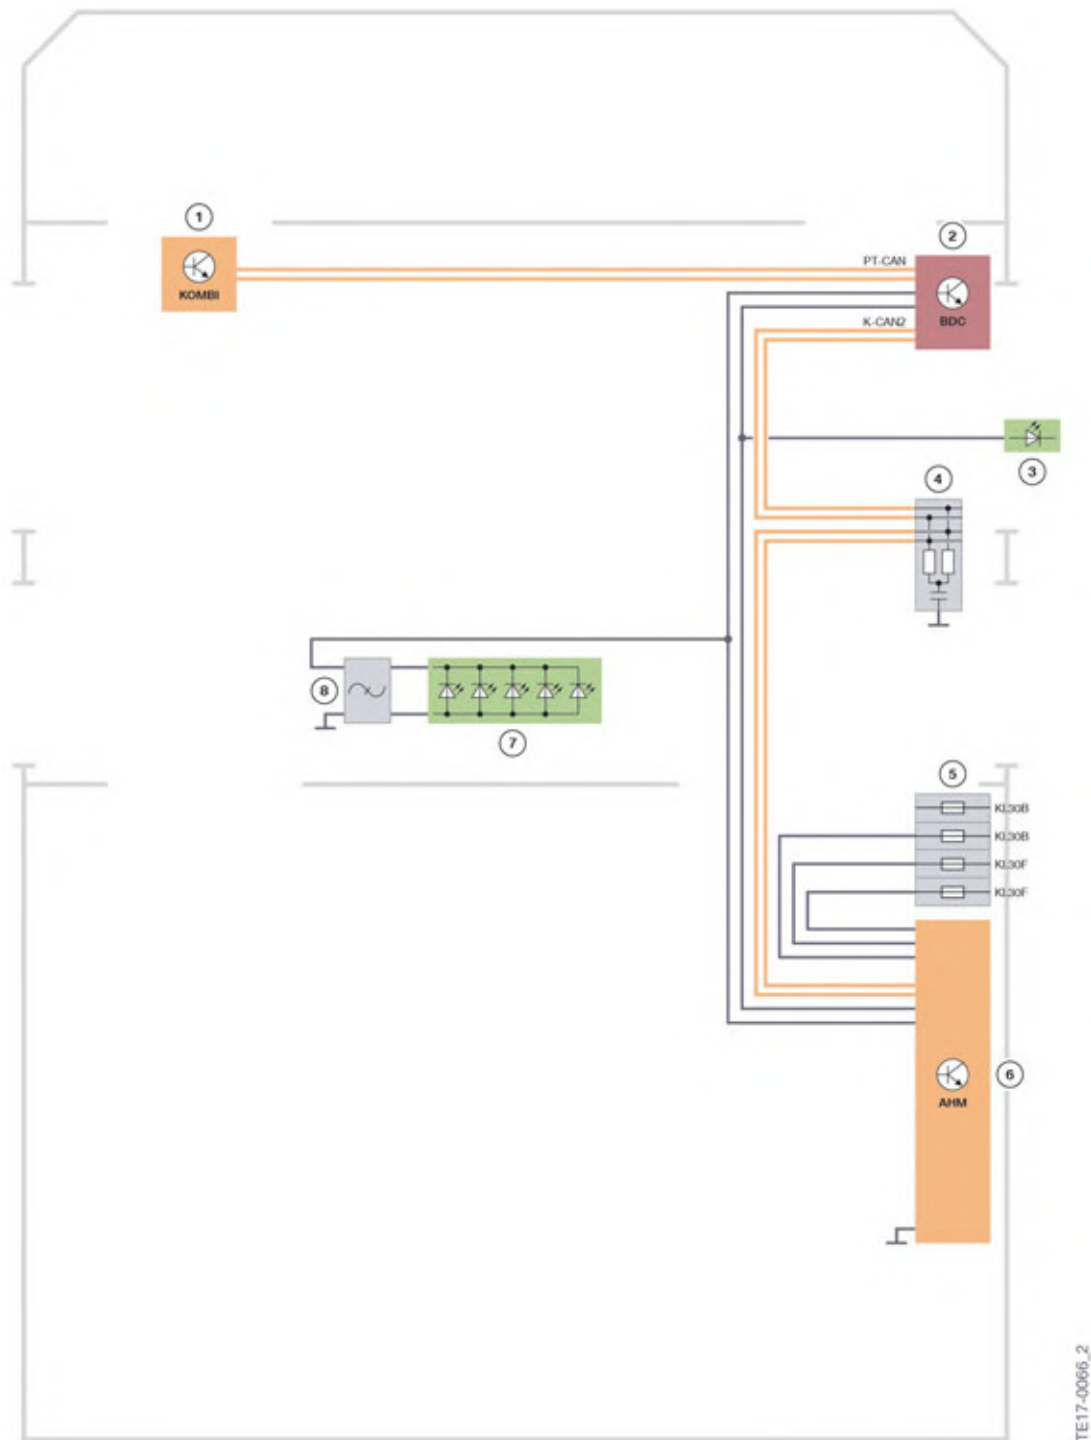 1
KOMBI
2
PT-CAN
K-CAN2
BDC
3
4
8
7
5
KL30B
KL30B
KL30F
KL30F
6
AHM
TE17-0066_2